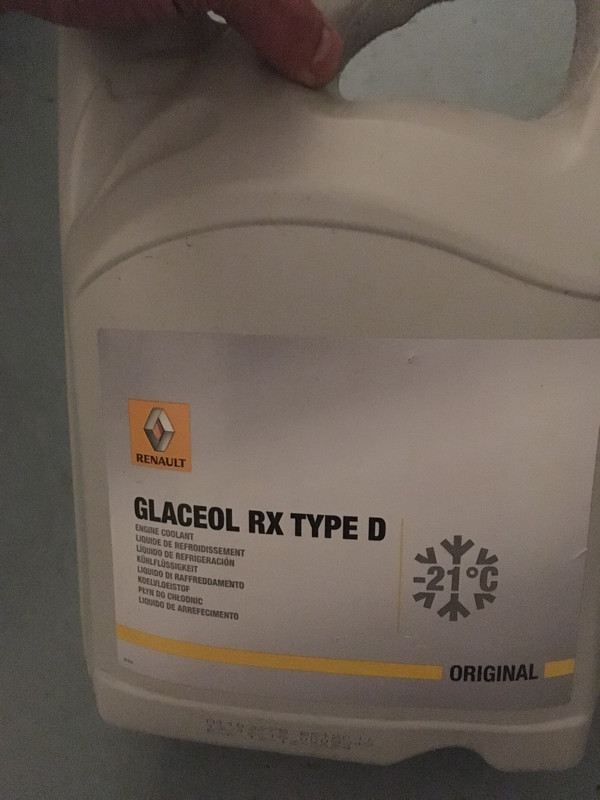 RENAULT
GLACEOL RX TYPE D
ENGINE COOLANT
LIQUIDE DE REFROIDISSEMENT
LÍQUIDO DE REFRIGERACIÓN
KÜHLFLÜSSIGKEIT
LIQUIDO DI RAFFREDDAMENTO
KOELVLOEISTOF
PŁYN DO CHŁODNIC
LIQUIDO DE ARREFECIMENTO
-21°C
ORIGINAL